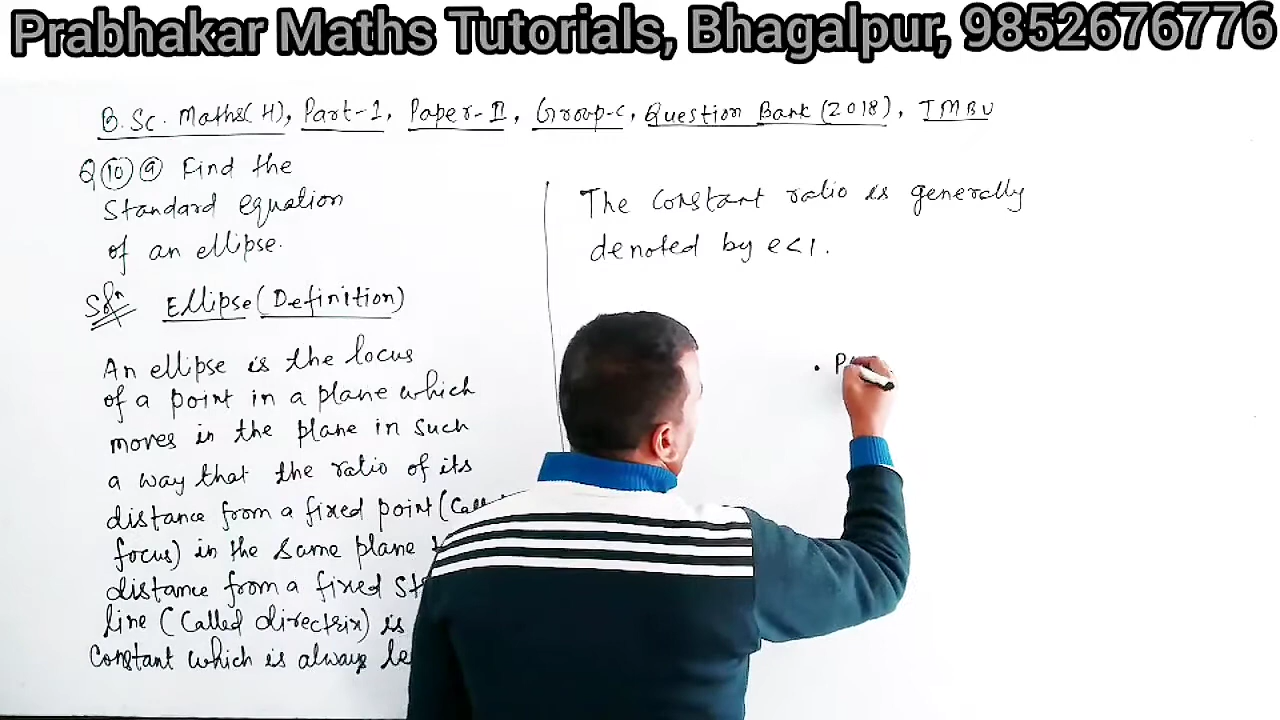 Prabhakar Maths Tutorials, Bhagalpur, 9852676776
B.Sc. Maths(H), Part-1, Paper-II, Group-C, Question Bank (2018), TMBU
Q 10 a Find the
Standard equation
of an ellipse.
Solⁿ Ellipse (Definition)
An ellipse is the locus
of a point in a plane which
moves in the plane in such
a way that the ratio of its
distance from a fixed point (
focus) in the same plane
distance from a fixed
line (called directrix) is
constant which is always
The constant ratio is generally
denoted by e<1.
. P